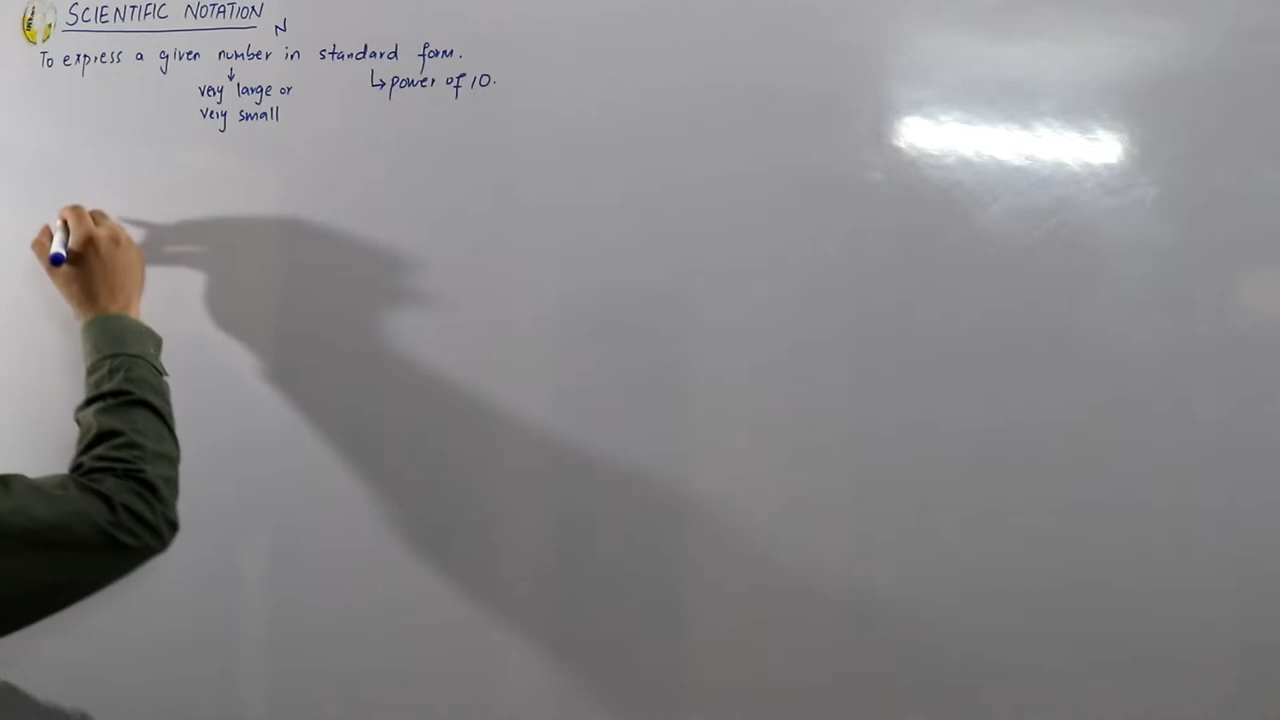 SCIENTIFIC NOTATION
N
To express a given number in standard form.
↓ ↳power of 10.
very large or
very small